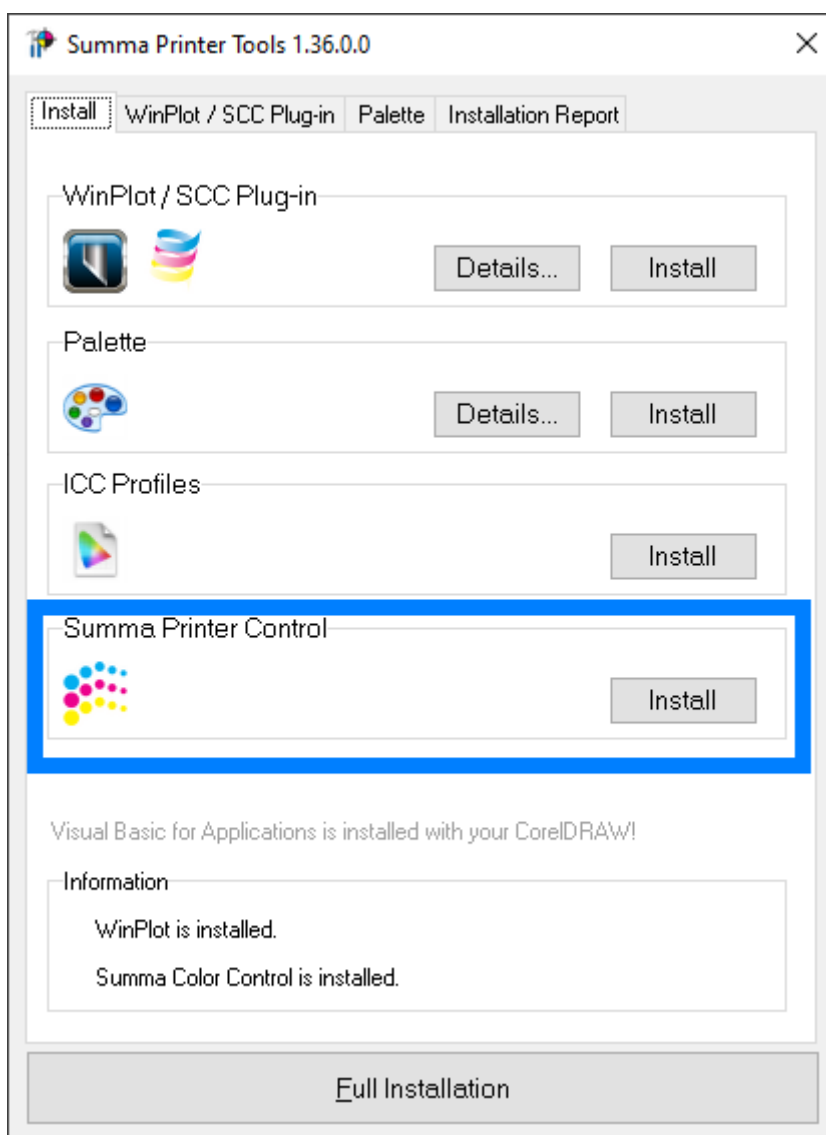 Summa Printer Tools 1.36.0.0
Install WinPlot / SCC Plug-in Palette Installation Report
WinPlot / SCC Plug-in
Details... Install
Palette
Details... Install
ICC Profiles
Install
Summa Printer Control
Install
Visual Basic for Applications is installed with your CorelDRAW!
Information
WinPlot is installed.
Summa Color Control is installed.
Full Installation